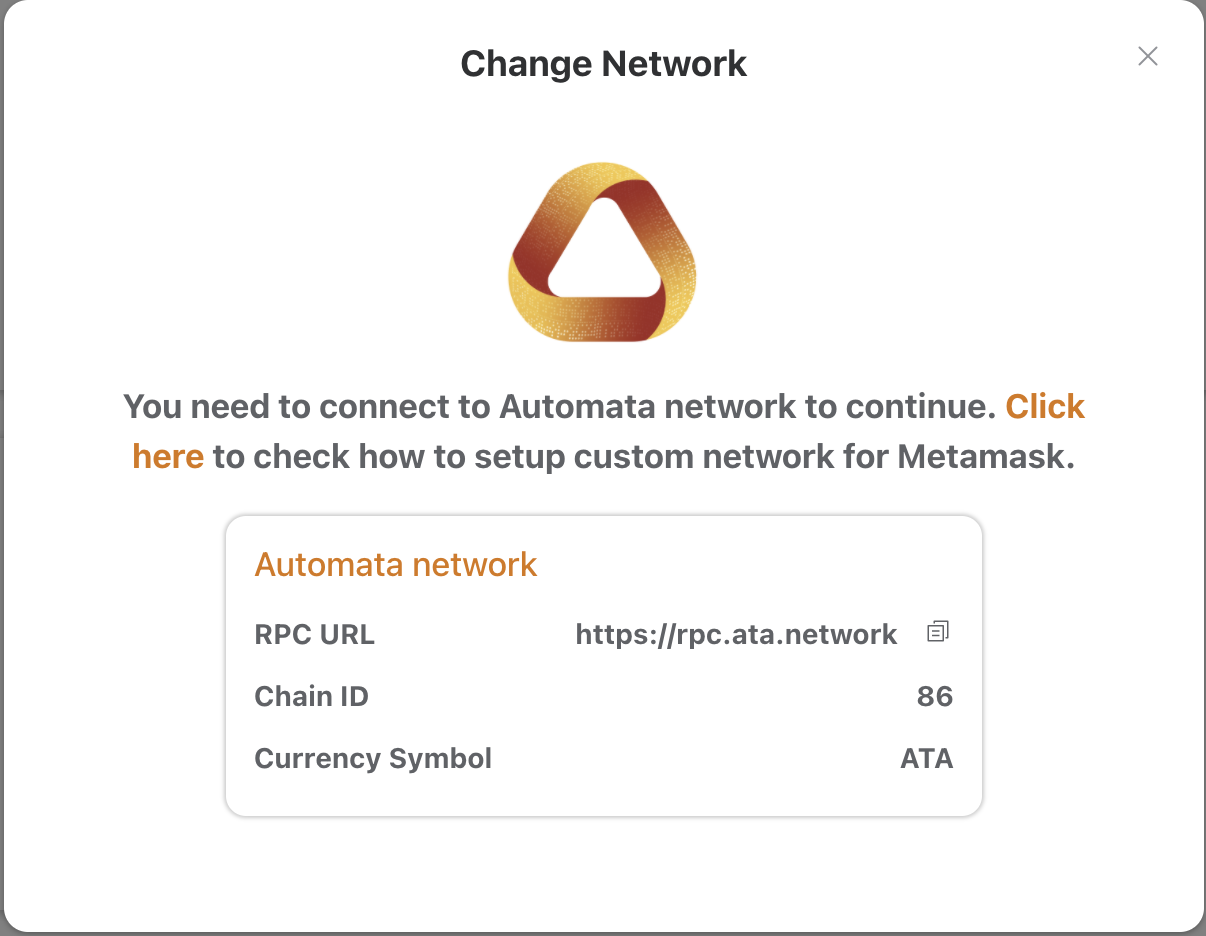 Change Network
You need to connect to Automata network to continue. Click
here to check how to setup custom network for Metamask.
Automata network
RPC URL https://rpc.ata.network
Chain ID 86
Currency Symbol ATA